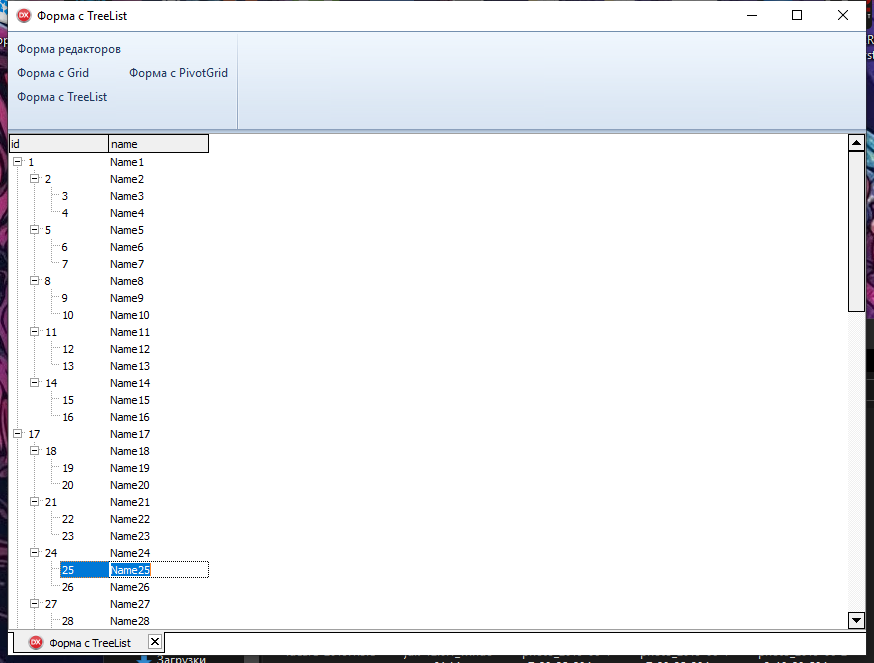 DX Форма с TreeList
Форма редакторов
Форма с Grid Форма с PivotGrid
Форма с TreeList
id name
1 Name1
2 Name2
3 Name3
4 Name4
5 Name5
6 Name6
7 Name7
8 Name8
9 Name9
10 Name10
11 Name11
12 Name12
13 Name13
14 Name14
15 Name15
16 Name16
17 Name17
18 Name18
19 Name19
20 Name20
21 Name21
22 Name22
23 Name23
24 Name24
25 Name25
26 Name26
27 Name27
28 Name28
DX Форма с TreeList
Загрузки